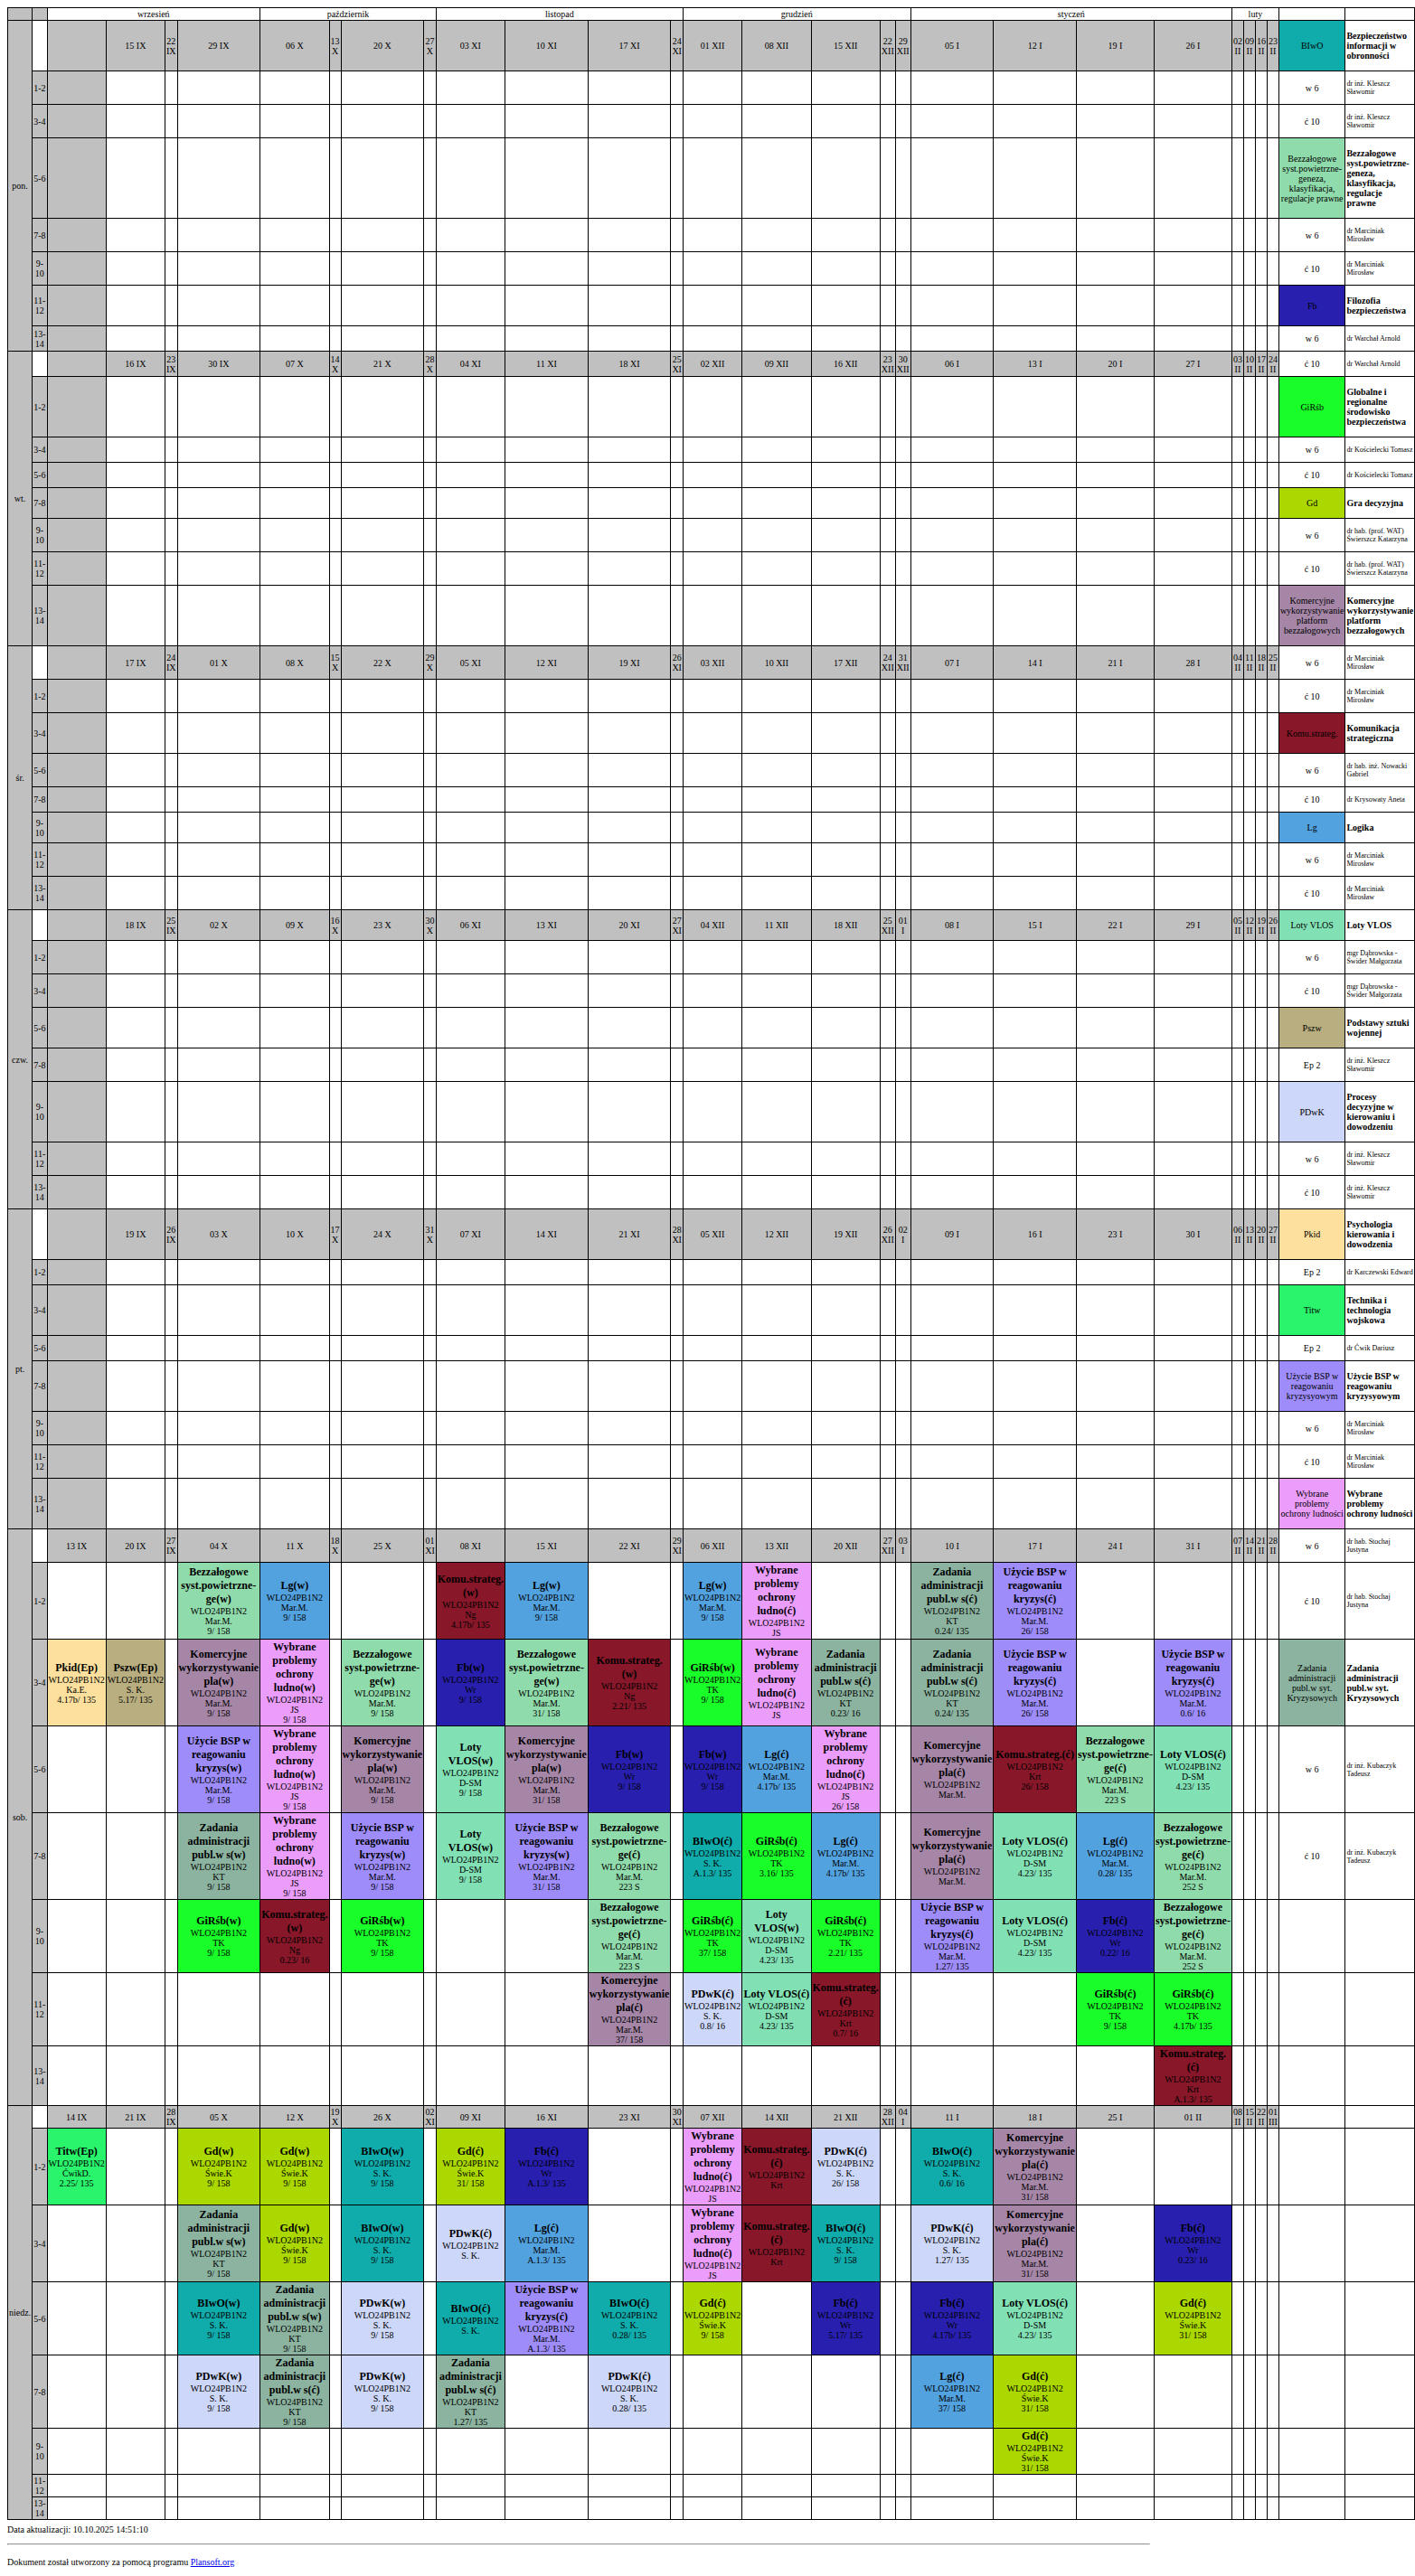 wrzesień październik listopad grudzień styczeń luty
pon.
15 IX 22 IX 29 IX 06 X 13 X 20 X 27 X 03 XI 10 XI 17 XI 24 XI 01 XII 08 XII 15 XII 22 XII 29 XII 05 I 12 I 19 I 26 I 02 II 09 II 16 II 23 II BIwO Bezpieczeństwo informacji w obronności
1-2 w 6 dr inż. Kleszcz Sławomir
3-4 ć 10 dr inż. Kleszcz Sławomir
5-6 Bezzałogowe syst.powietrzne-geneza, klasyfikacja, regulacje prawne Bezzałogowe syst.powietrzne-geneza, klasyfikacja, regulacje prawne
7-8 w 6 dr Marciniak Mirosław
9-10 ć 10 dr Marciniak Mirosław
11-12 Fb Filozofia bezpieczeństwa
13-14 w 6 dr Warchał Arnold
wt.
16 IX 23 IX 30 IX 07 X 14 X 21 X 28 X 04 XI 11 XI 18 XI 25 XI 02 XII 09 XII 16 XII 23 XII 30 XII 06 I 13 I 20 I 27 I 03 II 10 II 17 II 24 II ć 10 dr Warchał Arnold
1-2 GiRśb Globalne i regionalne środowisko bezpieczeństwa
3-4 w 6 dr Kościelecki Tomasz
5-6 ć 10 dr Kościelecki Tomasz
7-8 Gd Gra decyzyjna
9-10 w 6 dr hab. (prof. WAT) Świerszcz Katarzyna
11-12 ć 10 dr hab. (prof. WAT) Świerszcz Katarzyna
13-14 Komercyjne wykorzystywanie platform bezzałogowych Komercyjne wykorzystywanie platform bezzałogowych
śr.
17 IX 24 IX 01 X 08 X 15 X 22 X 29 X 05 XI 12 XI 19 XI 26 XI 03 XII 10 XII 17 XII 24 XII 31 XII 07 I 14 I 21 I 28 I 04 II 11 II 18 II 25 II w 6 dr Marciniak Mirosław
1-2 ć 10 dr Marciniak Mirosław
3-4 Komu.strateg. Komunikacja strategiczna
5-6 w 6 dr hab. inż. Nowacki Gabriel
7-8 ć 10 dr Krysowaty Aneta
9-10 Lg Logika
11-12 w 6 dr Marciniak Mirosław
13-14 ć 10 dr Marciniak Mirosław
czw.
18 IX 25 IX 02 X 09 X 16 X 23 X 30 X 06 XI 13 XI 20 XI 27 XI 04 XII 11 XII 18 XII 25 XII 01 I 08 I 15 I 22 I 29 I 05 II 12 II 19 II 26 II Loty VLOS Loty VLOS
1-2 w 6 mgr Dąbrowska - Świder Małgorzata
3-4 ć 10 mgr Dąbrowska - Świder Małgorzata
5-6 Pszw Podstawy sztuki wojennej
7-8 Ep 2 dr inż. Kleszcz Sławomir
9-10 PDwK Procesy decyzyjne w kierowaniu i dowodzeniu
11-12 w 6 dr inż. Kleszcz Sławomir
13-14 ć 10 dr inż. Kleszcz Sławomir
pt.
19 IX 26 IX 03 X 10 X 17 X 24 X 31 X 07 XI 14 XI 21 XI 28 XI 05 XII 12 XII 19 XII 26 XII 02 I 09 I 16 I 23 I 30 I 06 II 13 II 20 II 27 II Pkid Psychologia kierowania i dowodzenia
1-2 Ep 2 dr Karczewski Edward
3-4 Titw Technika i technologia wojskowa
5-6 Ep 2 dr Ćwik Dariusz
7-8 Użycie BSP w reagowaniu kryzysyowym Użycie BSP w reagowaniu kryzysyowym
9-10 w 6 dr Marciniak Mirosław
11-12 ć 10 dr Marciniak Mirosław
13-14 Wybrane problemy ochrony ludności Wybrane problemy ochrony ludności
sob.
13 IX 20 IX 27 IX 04 X 11 X 18 X 25 X 01 XI 08 XI 15 XI 22 XI 29 XI 06 XII 13 XII 20 XII 27 XII 03 I 10 I 17 I 24 I 31 I 07 II 14 II 21 II 28 II w 6 dr hab. Stochaj Justyna
1-2
Bezzałogowe syst.powietrzne-ge(w) WLO24PB1N2 Mar.M. 9/ 158
Lg(w) WLO24PB1N2 Mar.M. 9/ 158
Komu.strateg.(w) WLO24PB1N2 Ng 4.17b/ 135
Lg(w) WLO24PB1N2 Mar.M. 9/ 158
Lg(w) WLO24PB1N2 Mar.M. 9/ 158
Wybrane problemy ochrony ludno(ć) WLO24PB1N2 JS
Zadania administracji publ.w s(ć) WLO24PB1N2 KT 0.24/ 135
Użycie BSP w reagowaniu kryzys(ć) WLO24PB1N2 Mar.M. 26/ 158
ć 10 dr hab. Stochaj Justyna
3-4
Pkid(Ep) WLO24PB1N2 Ka.E. 4.17b/ 135
Pszw(Ep) WLO24PB1N2 S. K. 5.17/ 135
Komercyjne wykorzystywanie pla(w) WLO24PB1N2 Mar.M. 9/ 158
Wybrane problemy ochrony ludno(w) WLO24PB1N2 JS 9/ 158
Bezzałogowe syst.powietrzne-ge(w) WLO24PB1N2 Mar.M. 9/ 158
Fb(w) WLO24PB1N2 Wr 9/ 158
Bezzałogowe syst.powietrzne-ge(w) WLO24PB1N2 Mar.M. 31/ 158
Komu.strateg.(w) WLO24PB1N2 Ng 2.21/ 135
GiRśb(w) WLO24PB1N2 TK 9/ 158
Wybrane problemy ochrony ludno(ć) WLO24PB1N2 JS
Zadania administracji publ.w s(ć) WLO24PB1N2 KT 0.23/ 16
Zadania administracji publ.w s(ć) WLO24PB1N2 KT 0.24/ 135
Użycie BSP w reagowaniu kryzys(ć) WLO24PB1N2 Mar.M. 26/ 158
Użycie BSP w reagowaniu kryzys(ć) WLO24PB1N2 Mar.M. 0.6/ 16
Zadania administracji publ.w syt. Kryzysowych
Zadania administracji publ.w syt. Kryzysowych
5-6
Użycie BSP w reagowaniu kryzys(w) WLO24PB1N2 Mar.M. 9/ 158
Wybrane problemy ochrony ludno(w) WLO24PB1N2 JS 9/ 158
Komercyjne wykorzystywanie pla(w) WLO24PB1N2 Mar.M. 9/ 158
Loty VLOS(w) WLO24PB1N2 D-SM 9/ 158
Komercyjne wykorzystywanie pla(w) WLO24PB1N2 Mar.M. 31/ 158
Fb(w) WLO24PB1N2 Wr 9/ 158
Fb(w) WLO24PB1N2 Wr 9/ 158
Lg(ć) WLO24PB1N2 Mar.M. 4.17b/ 135
Wybrane problemy ochrony ludno(ć) WLO24PB1N2 JS 26/ 158
Komercyjne wykorzystywanie pla(ć) WLO24PB1N2 Mar.M.
Komu.strateg.(ć) WLO24PB1N2 Krt 26/ 158
Bezzałogowe syst.powietrzne-ge(ć) WLO24PB1N2 Mar.M. 223 S
Loty VLOS(ć) WLO24PB1N2 D-SM 4.23/ 135
w 6 dr inż. Kubaczyk Tadeusz
7-8
Zadania administracji publ.w s(w) WLO24PB1N2 KT 9/ 158
Wybrane problemy ochrony ludno(w) WLO24PB1N2 JS 9/ 158
Użycie BSP w reagowaniu kryzys(w) WLO24PB1N2 Mar.M. 9/ 158
Loty VLOS(w) WLO24PB1N2 D-SM 9/ 158
Użycie BSP w reagowaniu kryzys(w) WLO24PB1N2 Mar.M. 31/ 158
Bezzałogowe syst.powietrzne-ge(ć) WLO24PB1N2 Mar.M. 223 S
BIwO(ć) WLO24PB1N2 S. K. A.1.3/ 135
GiRśb(ć) WLO24PB1N2 TK 3.16/ 135
Lg(ć) WLO24PB1N2 Mar.M. 4.17b/ 135
Komercyjne wykorzystywanie pla(ć) WLO24PB1N2 Mar.M.
Loty VLOS(ć) WLO24PB1N2 D-SM 4.23/ 135
Lg(ć) WLO24PB1N2 Mar.M. 0.28/ 135
Bezzałogowe syst.powietrzne-ge(ć) WLO24PB1N2 Mar.M. 252 S
ć 10 dr inż. Kubaczyk Tadeusz
9-10
GiRśb(w) WLO24PB1N2 TK 9/ 158
Komu.strateg.(w) WLO24PB1N2 Ng 0.23/ 16
GiRśb(w) WLO24PB1N2 TK 9/ 158
Bezzałogowe syst.powietrzne-ge(ć) WLO24PB1N2 Mar.M. 223 S
GiRśb(ć) WLO24PB1N2 TK 37/ 158
Loty VLOS(w) WLO24PB1N2 D-SM 4.23/ 135
GiRśb(ć) WLO24PB1N2 TK 2.21/ 135
Użycie BSP w reagowaniu kryzys(ć) WLO24PB1N2 Mar.M. 1.27/ 135
Loty VLOS(ć) WLO24PB1N2 D-SM 4.23/ 135
Fb(ć) WLO24PB1N2 Wr 0.22/ 16
Bezzałogowe syst.powietrzne-ge(ć) WLO24PB1N2 Mar.M. 252 S
11-12
Komercyjne wykorzystywanie pla(ć) WLO24PB1N2 Mar.M. 37/ 158
PDwK(ć) WLO24PB1N2 S. K. 0.8/ 16
Loty VLOS(ć) WLO24PB1N2 D-SM 4.23/ 135
Komu.strateg.(ć) WLO24PB1N2 Krt 0.7/ 16
GiRśb(ć) WLO24PB1N2 TK 9/ 158
GiRśb(ć) WLO24PB1N2 TK 4.17b/ 135
13-14
Komu.strateg.(ć) WLO24PB1N2 Krt A.1.3/ 135
niedz.
14 IX 21 IX 28 IX 05 X 12 X 19 X 26 X 02 XI 09 XI 16 XI 23 XI 30 XI 07 XII 14 XII 21 XII 28 XII 04 I 11 I 18 I 25 I 01 II 08 II 15 II 22 II 01 III
1-2
Titw(Ep) WLO24PB1N2 ĆwikD. 2.25/ 135
Gd(w) WLO24PB1N2 Świe.K 9/ 158
Gd(w) WLO24PB1N2 Świe.K 9/ 158
BIwO(w) WLO24PB1N2 S. K. 9/ 158
Gd(ć) WLO24PB1N2 Świe.K 31/ 158
Fb(ć) WLO24PB1N2 Wr A.1.3/ 135
Wybrane problemy ochrony ludno(ć) WLO24PB1N2 JS
Komu.strateg.(ć) WLO24PB1N2 Krt
PDwK(ć) WLO24PB1N2 S. K. 26/ 158
BIwO(ć) WLO24PB1N2 S. K. 0.6/ 16
Komercyjne wykorzystywanie pla(ć) WLO24PB1N2 Mar.M. 31/ 158
3-4
Zadania administracji publ.w s(w) WLO24PB1N2 KT 9/ 158
Gd(w) WLO24PB1N2 Świe.K 9/ 158
BIwO(w) WLO24PB1N2 S. K. 9/ 158
PDwK(ć) WLO24PB1N2 S. K.
Lg(ć) WLO24PB1N2 Mar.M. A.1.3/ 135
Wybrane problemy ochrony ludno(ć) WLO24PB1N2 JS
Komu.strateg.(ć) WLO24PB1N2 Krt
BIwO(ć) WLO24PB1N2 S. K. 9/ 158
PDwK(ć) WLO24PB1N2 S. K. 1.27/ 135
Komercyjne wykorzystywanie pla(ć) WLO24PB1N2 Mar.M. 31/ 158
Fb(ć) WLO24PB1N2 Wr 0.23/ 16
5-6
BIwO(w) WLO24PB1N2 S. K. 9/ 158
Zadania administracji publ.w s(w) WLO24PB1N2 KT 9/ 158
PDwK(w) WLO24PB1N2 S. K. 9/ 158
BIwO(ć) WLO24PB1N2 S. K.
Użycie BSP w reagowaniu kryzys(ć) WLO24PB1N2 Mar.M. A.1.3/ 135
BIwO(ć) WLO24PB1N2 S. K. 0.28/ 135
Gd(ć) WLO24PB1N2 Świe.K 9/ 158
Fb(ć) WLO24PB1N2 Wr 5.17/ 135
Fb(ć) WLO24PB1N2 Wr 4.17b/ 135
Loty VLOS(ć) WLO24PB1N2 D-SM 4.23/ 135
Gd(ć) WLO24PB1N2 Świe.K 31/ 158
7-8
PDwK(w) WLO24PB1N2 S. K. 9/ 158
Zadania administracji publ.w s(ć) WLO24PB1N2 KT 9/ 158
PDwK(w) WLO24PB1N2 S. K. 9/ 158
Zadania administracji publ.w s(ć) WLO24PB1N2 KT 1.27/ 135
PDwK(ć) WLO24PB1N2 S. K. 0.28/ 135
Lg(ć) WLO24PB1N2 Mar.M. 37/ 158
Gd(ć) WLO24PB1N2 Świe.K 31/ 158
9-10
Gd(ć) WLO24PB1N2 Świe.K 31/ 158
11-12
13-14
Data aktualizacji: 10.10.2025 14:51:10
Dokument został utworzony za pomocą programu Plansoft.org